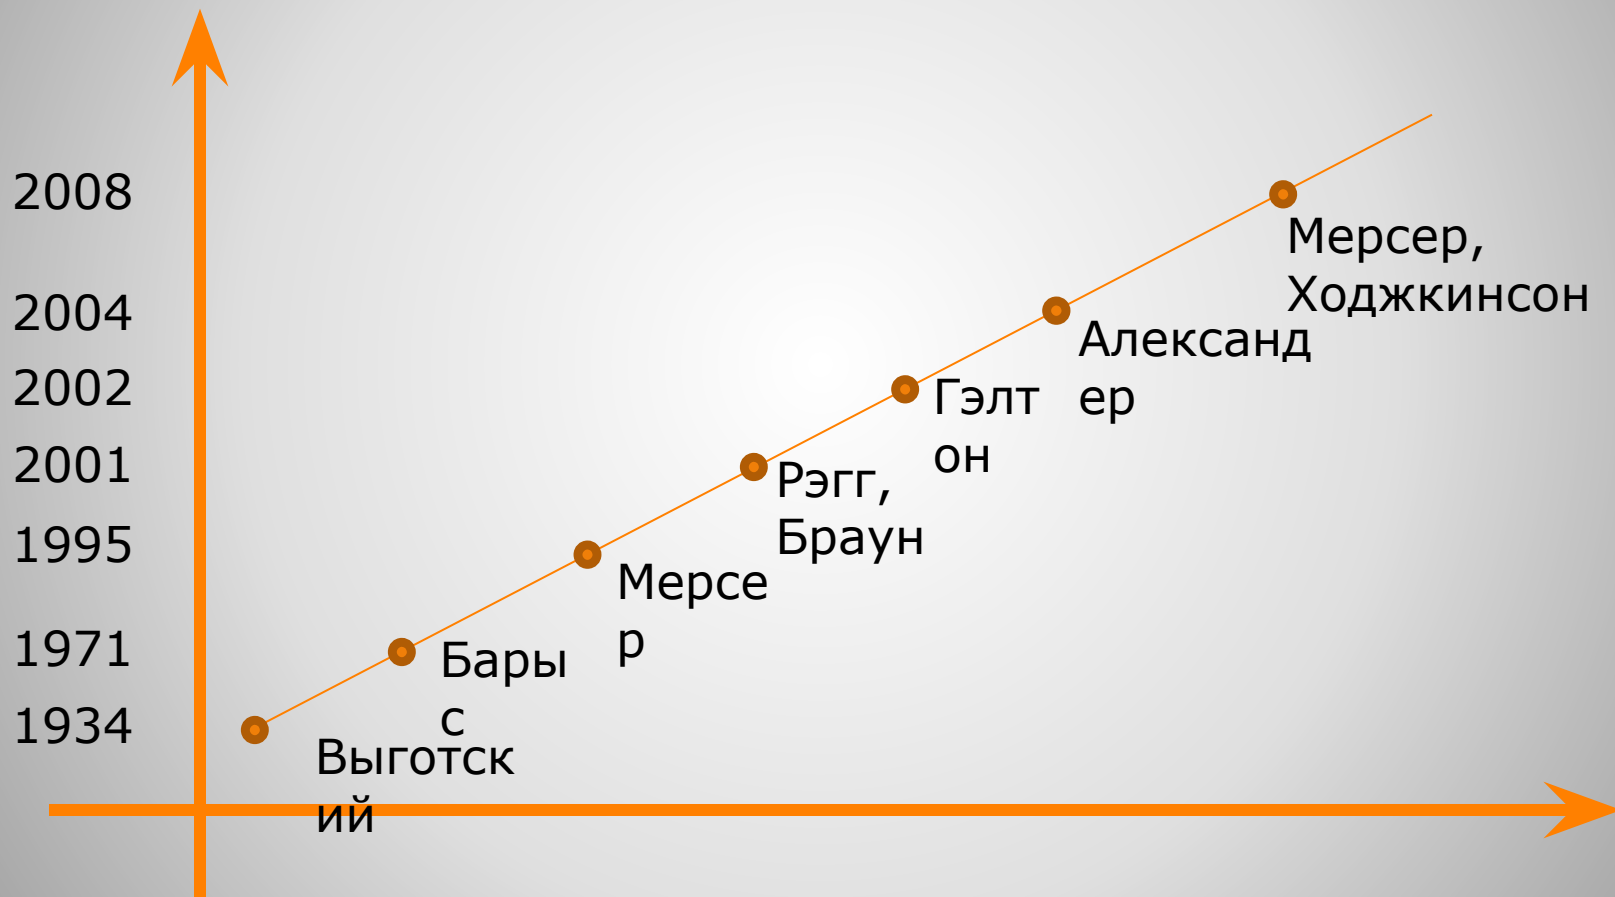 2008
2004
2002
2001
1995
1971
1934
Мерсер,
Ходжкинсон
Александ
ер
Гэлт
он
Рэгг,
Браун
Мерсе
р
Бары
с
Выготск
ий